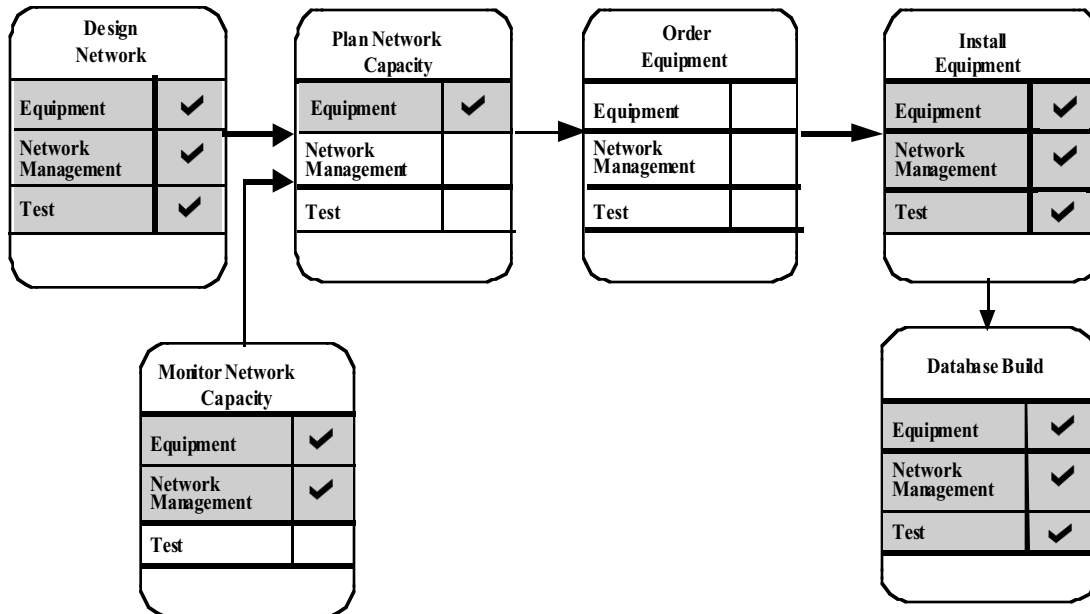 Design
Network
Equipment ✔
Network
Management ✔
Test ✔
Plan Network
Capacity
Equipment ✔
Network
Management
Test
Order
Equipment
Equipment
Network
Management
Test
Install
Equipment
Equipment ✔
Network
Management ✔
Test ✔
Monitor Network
Capacity
Equipment ✔
Network
Management ✔
Test
Database Build
Equipment ✔
Network
Management ✔
Test ✔